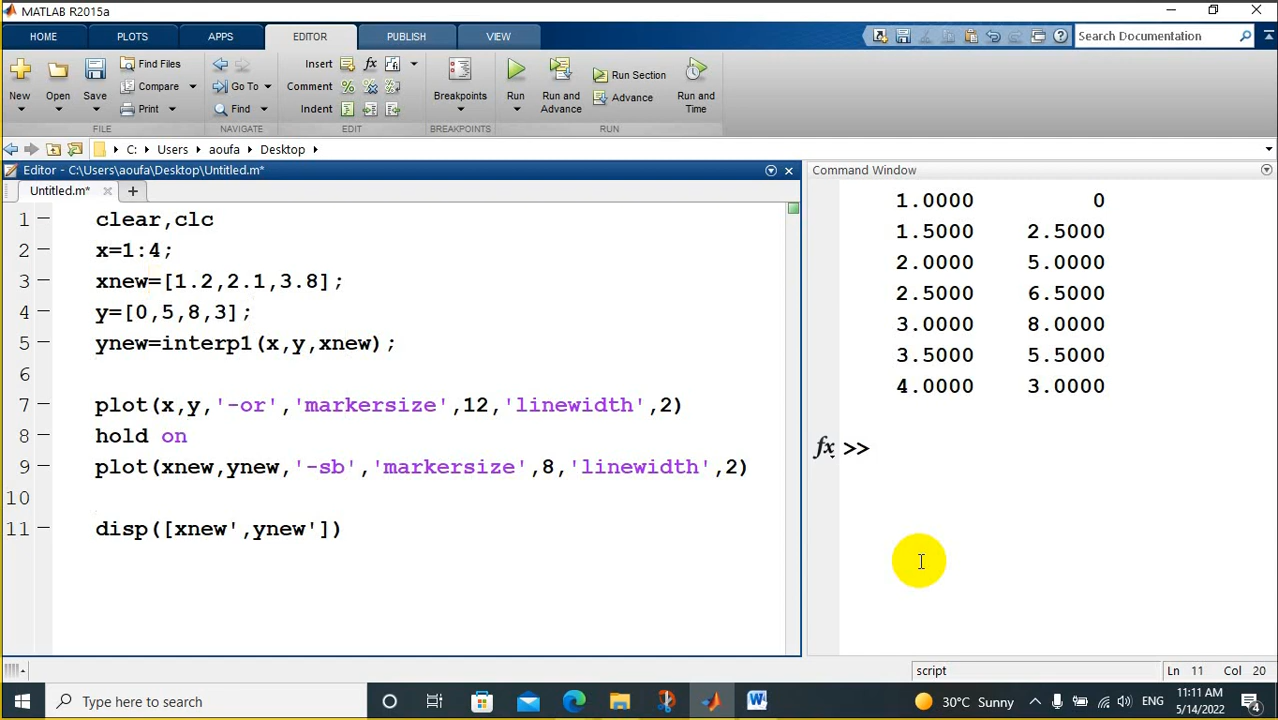 MATLAB R2015a
HOME PLOTS APPS EDITOR PUBLISH VIEW Search Documentation
Find Files Insert fx Run Section
Compare Go To Comment Advance
New Open Save Print Find Indent Breakpoints Run Run and Advance Run and Time
FILE NAVIGATE EDIT BREAKPOINTS RUN
C: Users aoufa Desktop
Editor - C:\Users\aoufa\Desktop\Untitled.m*
Untitled.m*
1 clear,clc
2 x=1:4;
3 xnew=[1.2,2.1,3.8];
4 y=[0,5,8,3];
5 ynew=interp1(x,y,xnew);
6
7 plot(x,y,'-or','markersize',12,'linewidth',2)
8 hold on
9 plot(xnew,ynew,'-sb','markersize',8,'linewidth',2)
10
11 disp([xnew',ynew'])
Command Window
1.0000 0
1.5000 2.5000
2.0000 5.0000
2.5000 6.5000
3.0000 8.0000
3.5000 5.5000
4.0000 3.0000
fx >>
script Ln 11 Col 20
Type here to search
30°C Sunny
ENG
11:11 AM
5/14/2022
4